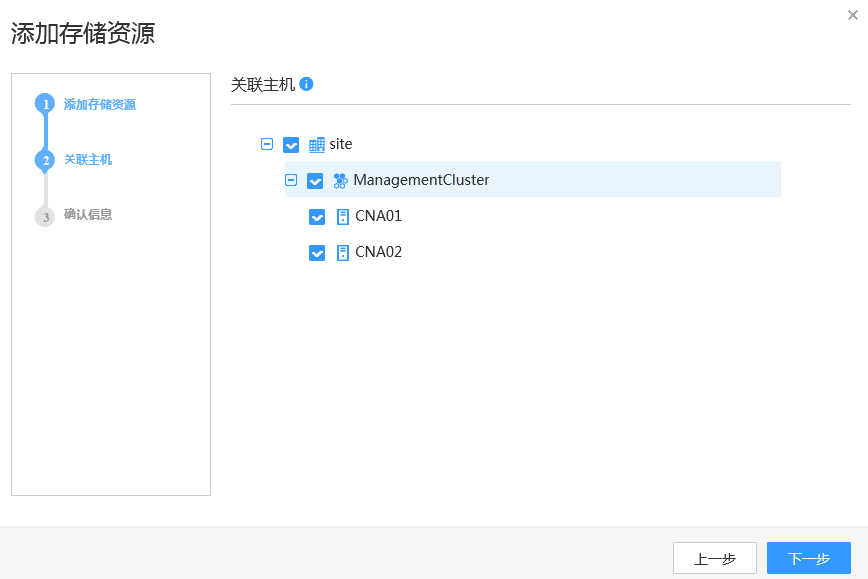 添加存储资源
1 添加存储资源
2 关联主机
3 确认信息
关联主机 i
site
ManagementCluster
CNA01
CNA02
上一步
下一步